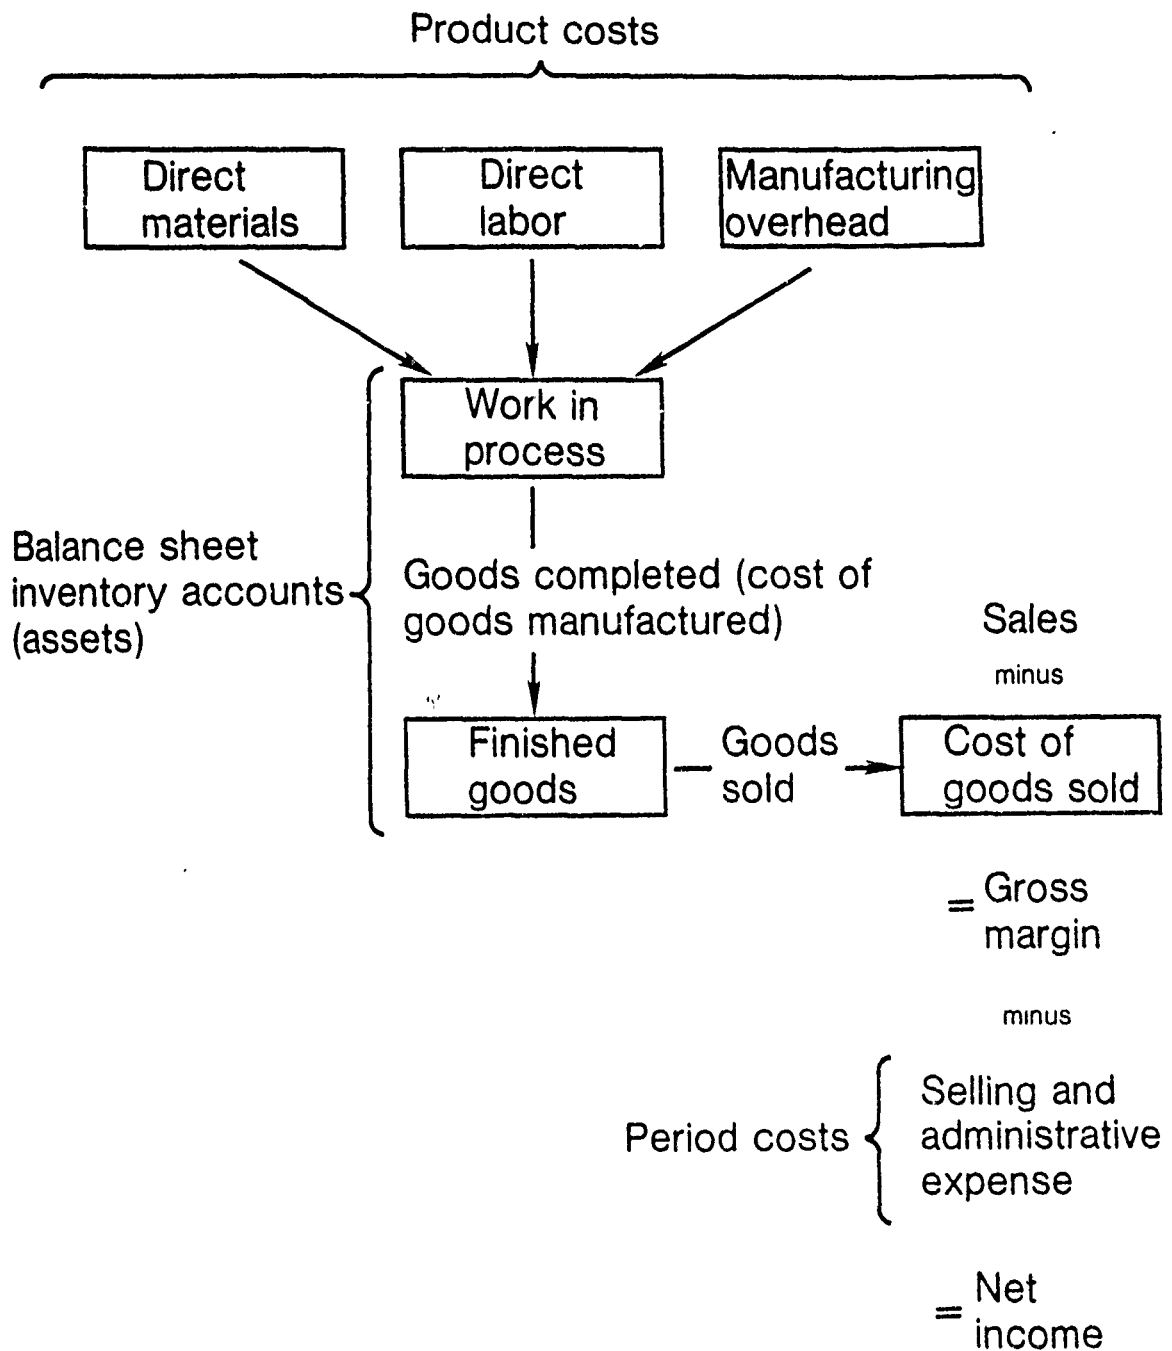 Product costs
Direct
materials
Direct
labor
Manufacturing
overhead
Work in
process
Balance sheet
inventory accounts
(assets)
Goods completed (cost of
goods manufactured)
Sales
minus
Finished
goods
Goods
sold
Cost of
goods sold
= Gross
margin
minus
Period costs
Selling and
administrative
expense
= Net
income